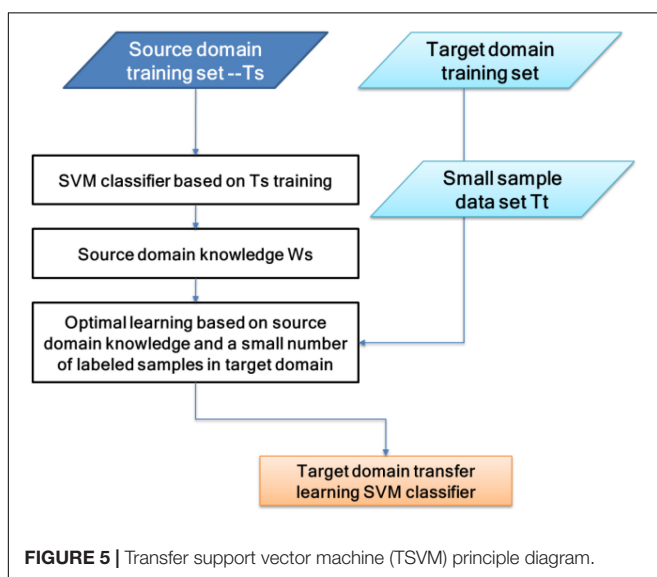 Source domain
training set --Ts
Target domain
training set
SVM classifier based on Ts training
Small sample
data set Tt
Source domain knowledge Ws
Optimal learning based on source
domain knowledge and a small number
of labeled samples in target domain
Target domain transfer
learning SVM classifier
FIGURE 5 | Transfer support vector machine (TSVM) principle diagram.